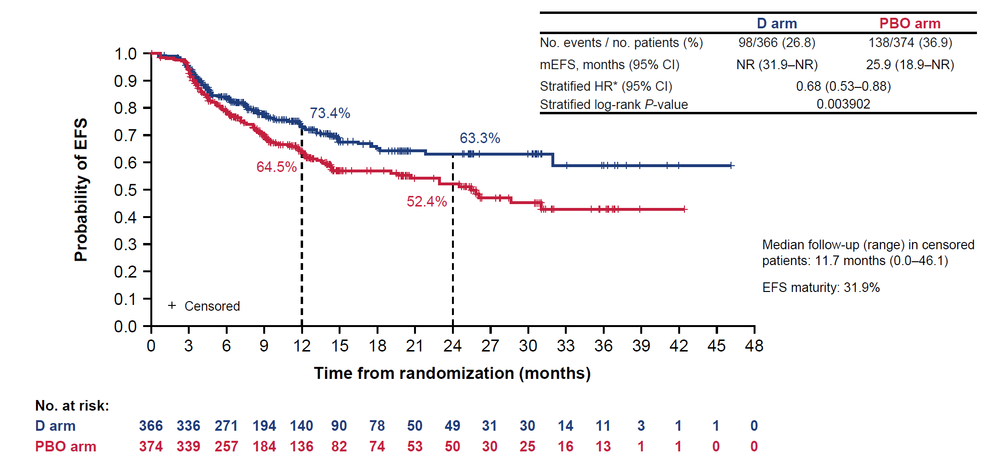 D arm PBO arm
No. events / no. patients (%) 98/366 (26.8) 138/374 (36.9)
mEFS, months (95% CI) NR (31.9–NR) 25.9 (18.9–NR)
Stratified HR* (95% CI) 0.68 (0.53–0.88)
Stratified log-rank P-value 0.003902
Probability of EFS
1.0
0.9
0.8
0.7
0.6
0.5
0.4
0.3
0.2
0.1
0.0
73.4%
63.3%
64.5%
52.4%
+ Censored
Median follow-up (range) in censored
patients: 11.7 months (0.0–46.1)
EFS maturity: 31.9%
0 3 6 9 12 15 18 21 24 27 30 33 36 39 42 45 48
Time from randomization (months)
No. at risk:
D arm 366 336 271 194 140 90 78 50 49 31 30 14 11 3 1 1 0
PBO arm 374 339 257 184 136 82 74 53 50 30 25 16 13 1 1 0 0